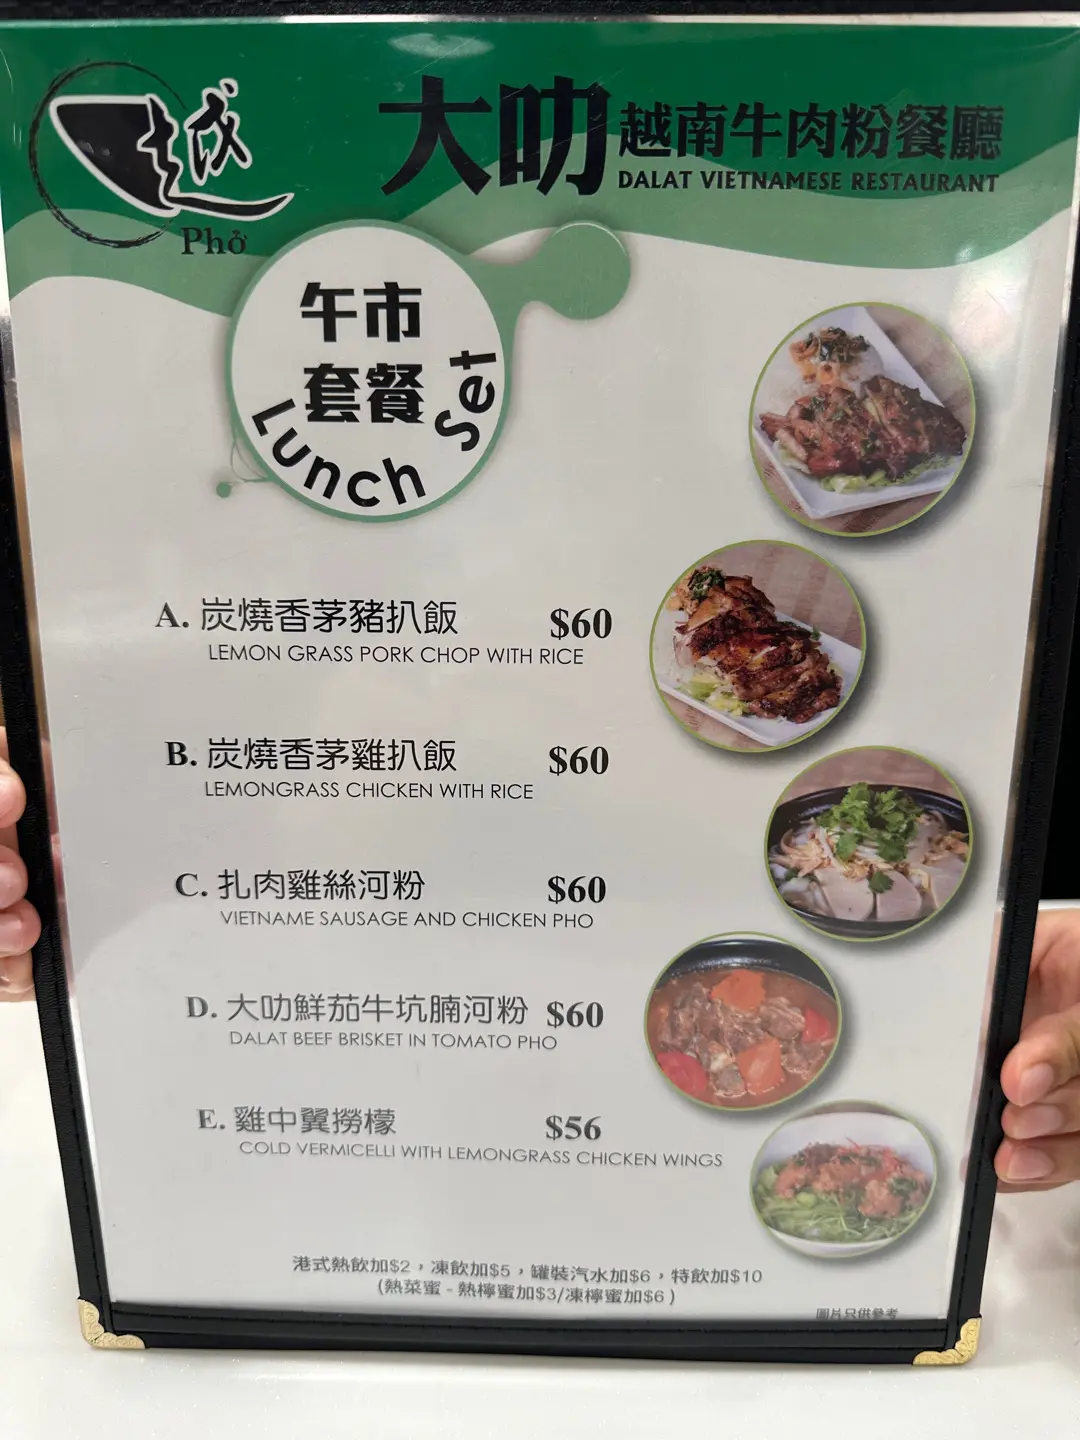 越
Phở
大叻越南牛肉粉餐廳
DALAT VIETNAMESE RESTAURANT
午市
套餐
Lunch Set
A. 炭燒香茅豬扒飯 $60
LEMON GRASS PORK CHOP WITH RICE
B. 炭燒香茅雞扒飯 $60
LEMONGRASS CHICKEN WITH RICE
C. 扎肉雞絲河粉 $60
VIETNAME SAUSAGE AND CHICKEN PHO
D. 大叻鮮茄牛坑腩河粉 $60
DALAT BEEF BRISKET IN TOMATO PHO
E. 雞中翼撈檬 $56
COLD VERMICELLI WITH LEMONGRASS CHICKEN WINGS
港式熱飲加$2，凍飲加$5，罐裝汽水加$6，特飲加$10
(熱菜蜜 - 熱檸蜜加$3/凍檸蜜加$6 )
圖片只供參考